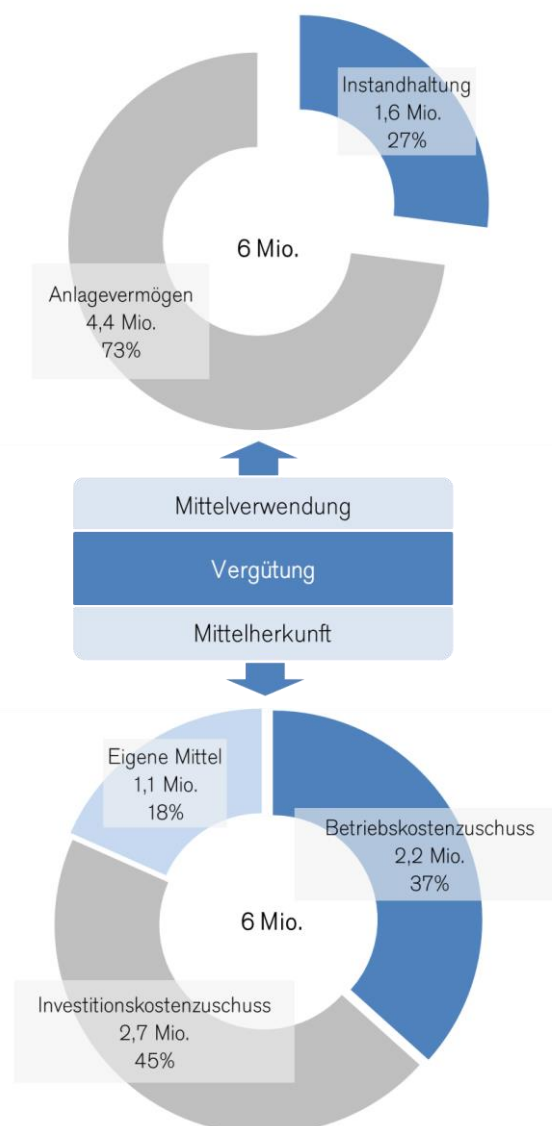 Instandhaltung
1,6 Mio.
27%
6 Mio.
Anlagevermögen
4,4 Mio.
73%
Mittelverwendung
Vergütung
Mittelherkunft
Eigene Mittel
1,1 Mio.
18%
Betriebskostenzuschuss
2,2 Mio.
37%
6 Mio.
Investitionskostenzuschuss
2,7 Mio.
45%